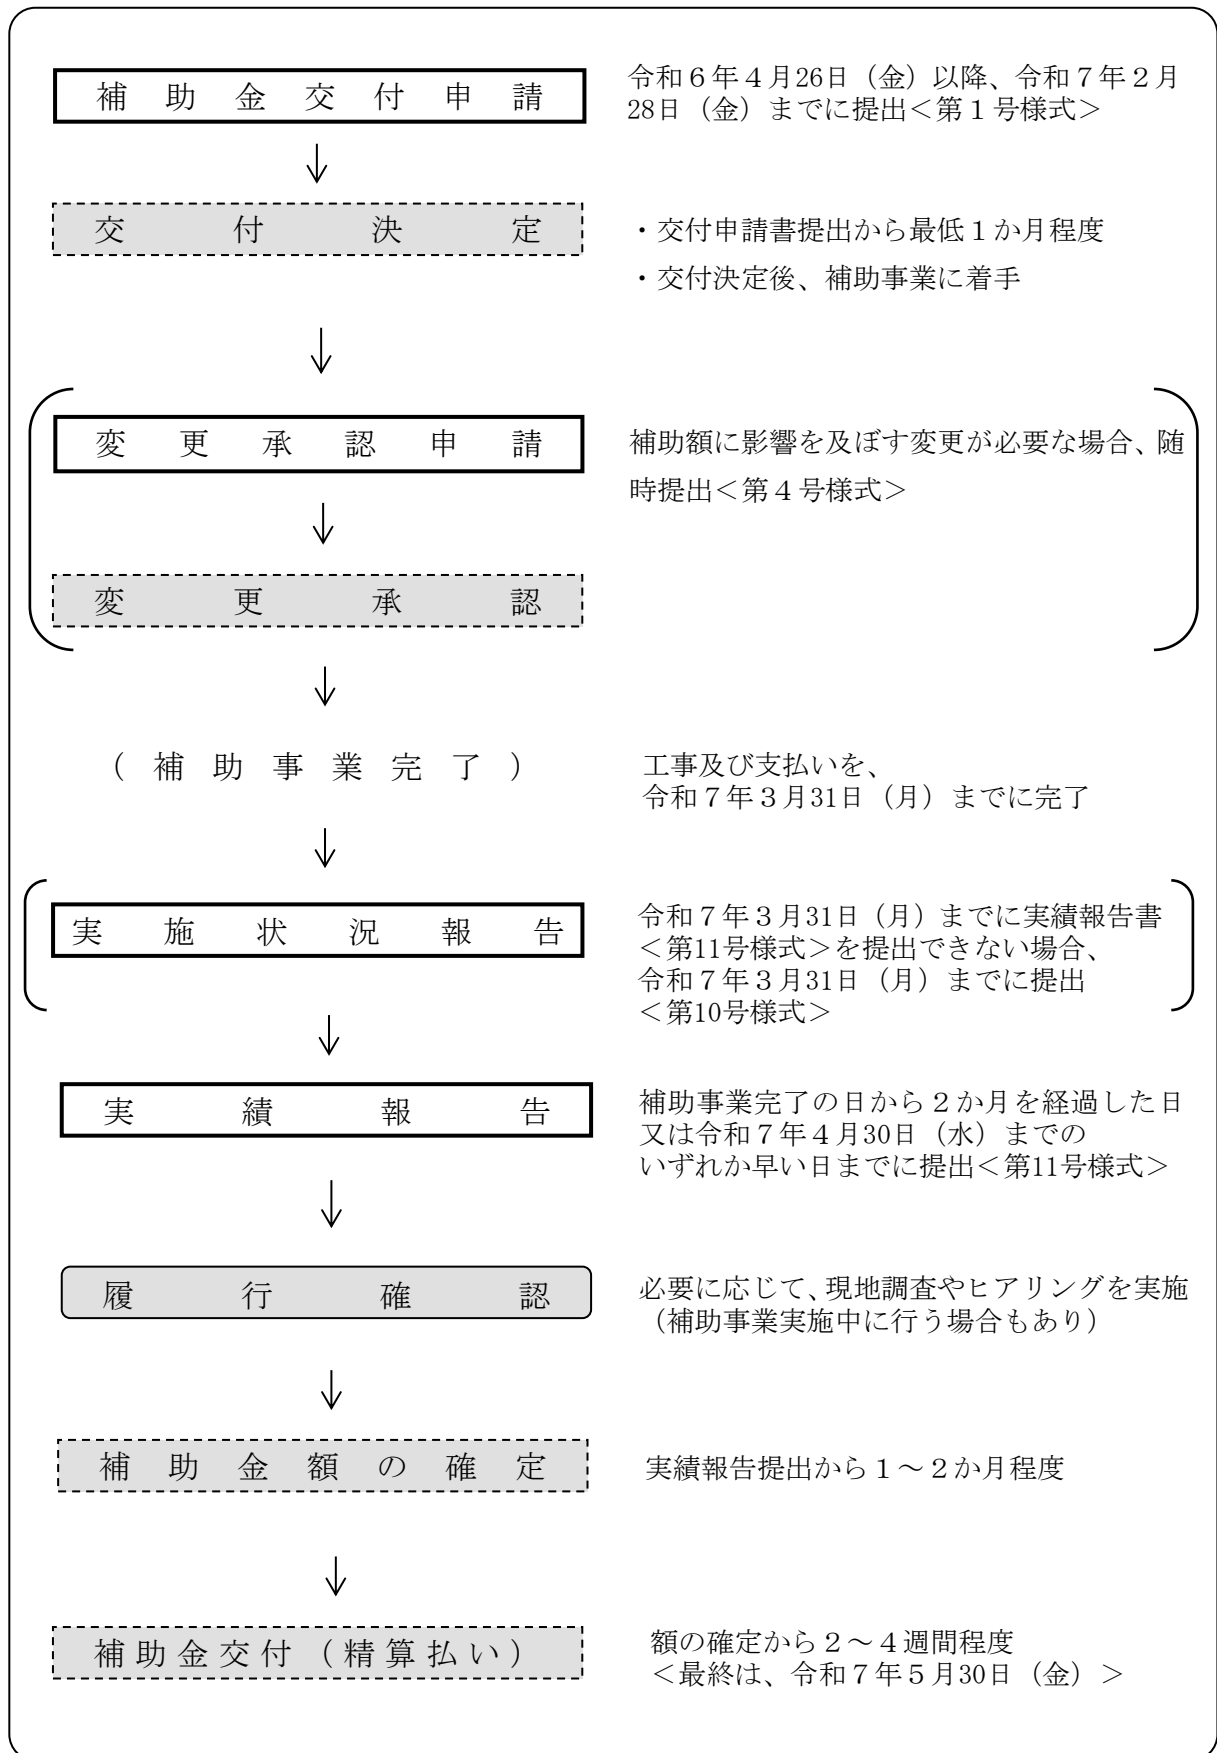 補助金交付申請
令和６年４月26日（金）以降、令和７年２月
28日（金）までに提出＜第１号様式＞
交付決定
・交付申請書提出から最低１か月程度
・交付決定後、補助事業に着手
変更承認申請
補助額に影響を及ぼす変更が必要な場合、随
時提出＜第４号様式＞
変更承認
（補助事業完了）
工事及び支払いを、
令和７年３月31日（月）までに完了
実施状況報告
令和７年３月31日（月）までに実績報告書
＜第11号様式＞を提出できない場合、
令和７年３月31日（月）までに提出
＜第10号様式＞
実績報告
補助事業完了の日から２か月を経過した日
又は令和７年４月30日（水）までの
いずれか早い日までに提出＜第11号様式＞
履行確認
必要に応じて、現地調査やヒアリングを実施
（補助事業実施中に行う場合もあり）
補助金額の確定
実績報告提出から１～２か月程度
補助金交付（精算払い）
額の確定から２～４週間程度
＜最終は、令和７年５月30日（金）＞